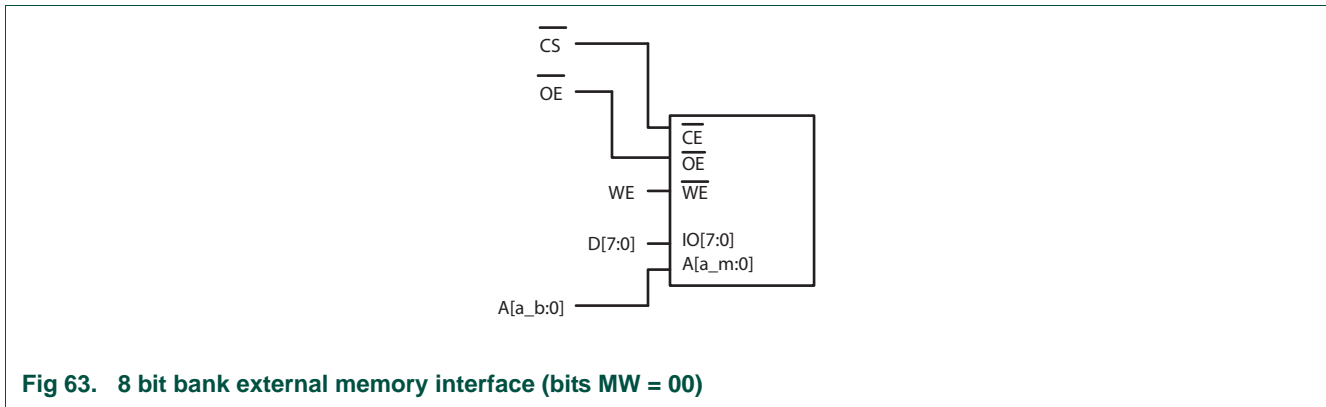 CS
OE
CE
OE
WE
WE
D[7:0]
IO[7:0]
A[a_m:0]
A[a_b:0]
Fig 63. 8 bit bank external memory interface (bits MW = 00)